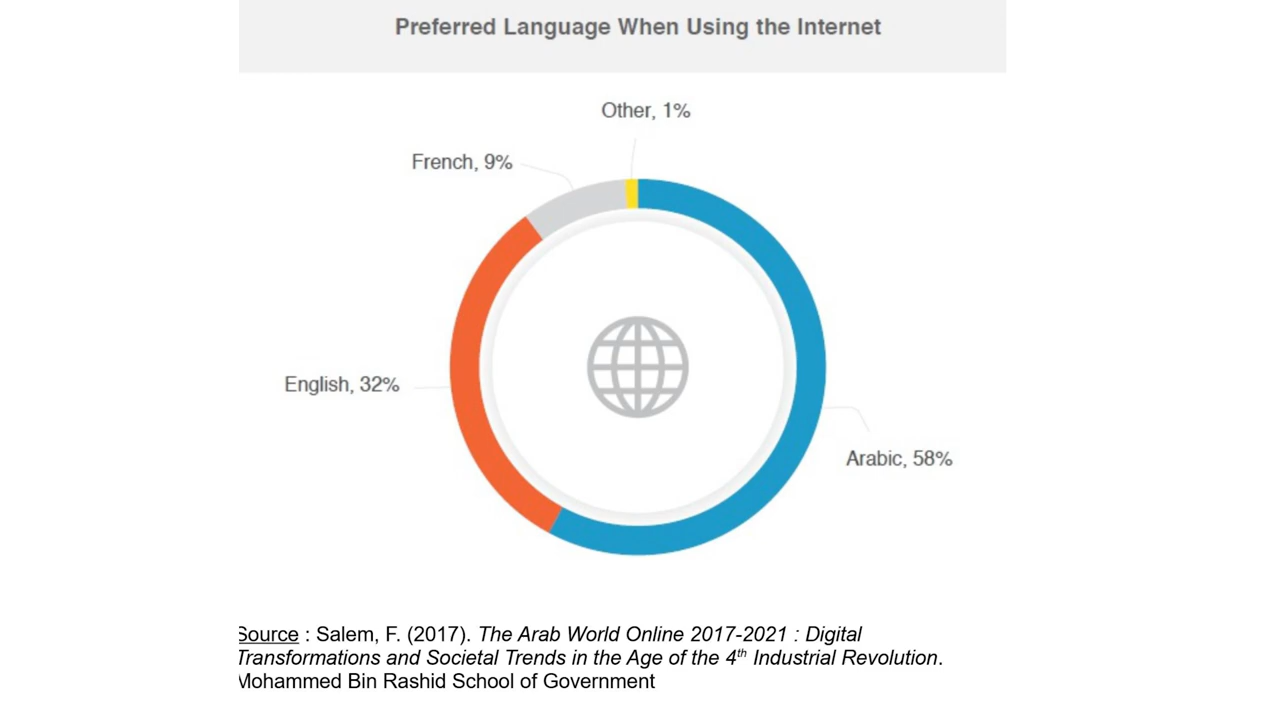 Preferred Language When Using the Internet
Other, 1%
French, 9%
English, 32%
Arabic, 58%
Source : Salem, F. (2017). The Arab World Online 2017-2021 : Digital
Transformations and Societal Trends in the Age of the 4th Industrial Revolution.
Mohammed Bin Rashid School of Government